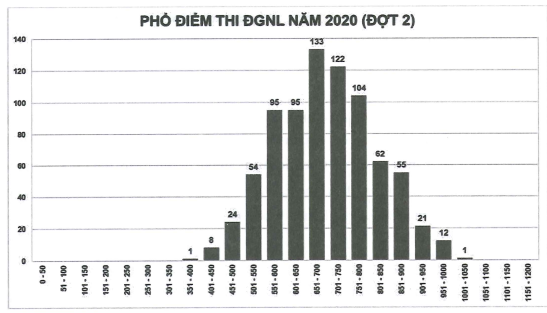 PHỔ ĐIỂM THI ĐGNL NĂM 2020 (ĐỢT 2)
140
120
100
80
60
40
20
0
1
8
24
54
95
95
133
122
104
62
55
21
12
1
0 - 50
51 - 100
101 - 150
151 - 200
201 - 250
251 - 300
301 - 350
351 - 400
401 - 450
451 - 500
501 - 550
551 - 600
601 - 650
651 - 700
701 - 750
751 - 800
801 - 850
851 - 900
901 - 950
951 - 1000
1001 - 1050
1051 - 1100
1101 - 1150
1151 - 1200